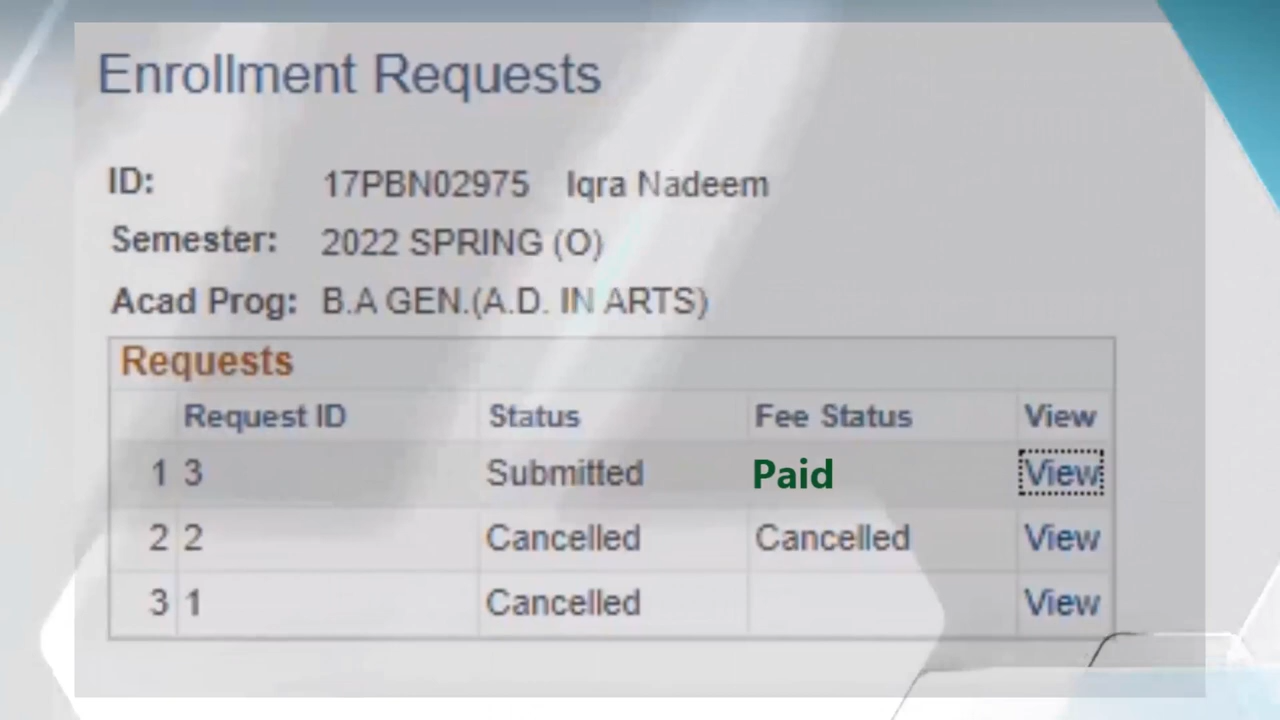 Enrollment Requests
ID: 17PBN02975 Iqra Nadeem
Semester: 2022 SPRING (O)
Acad Prog: B.A GEN.(A.D. IN ARTS)
Requests
Request ID Status Fee Status View
1 3 Submitted Paid View
2 2 Cancelled Cancelled View
3 1 Cancelled View